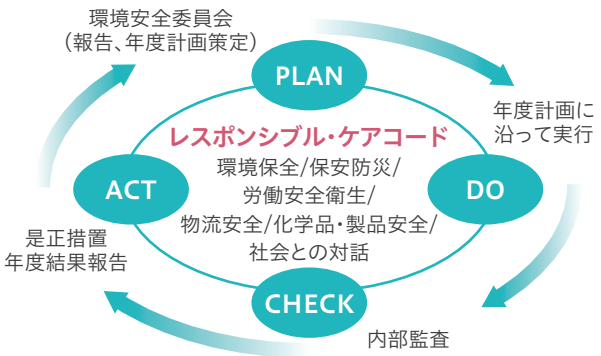 環境安全委員会
（報告、年度計画策定）
PLAN
年度計画に
沿って実行
レスポンシブル・ケアコード
環境保全/保安防災/
労働安全衛生/
物流安全/化学品・製品安全/
社会との対話
ACT
DO
是正措置
年度結果報告
CHECK
内部監査